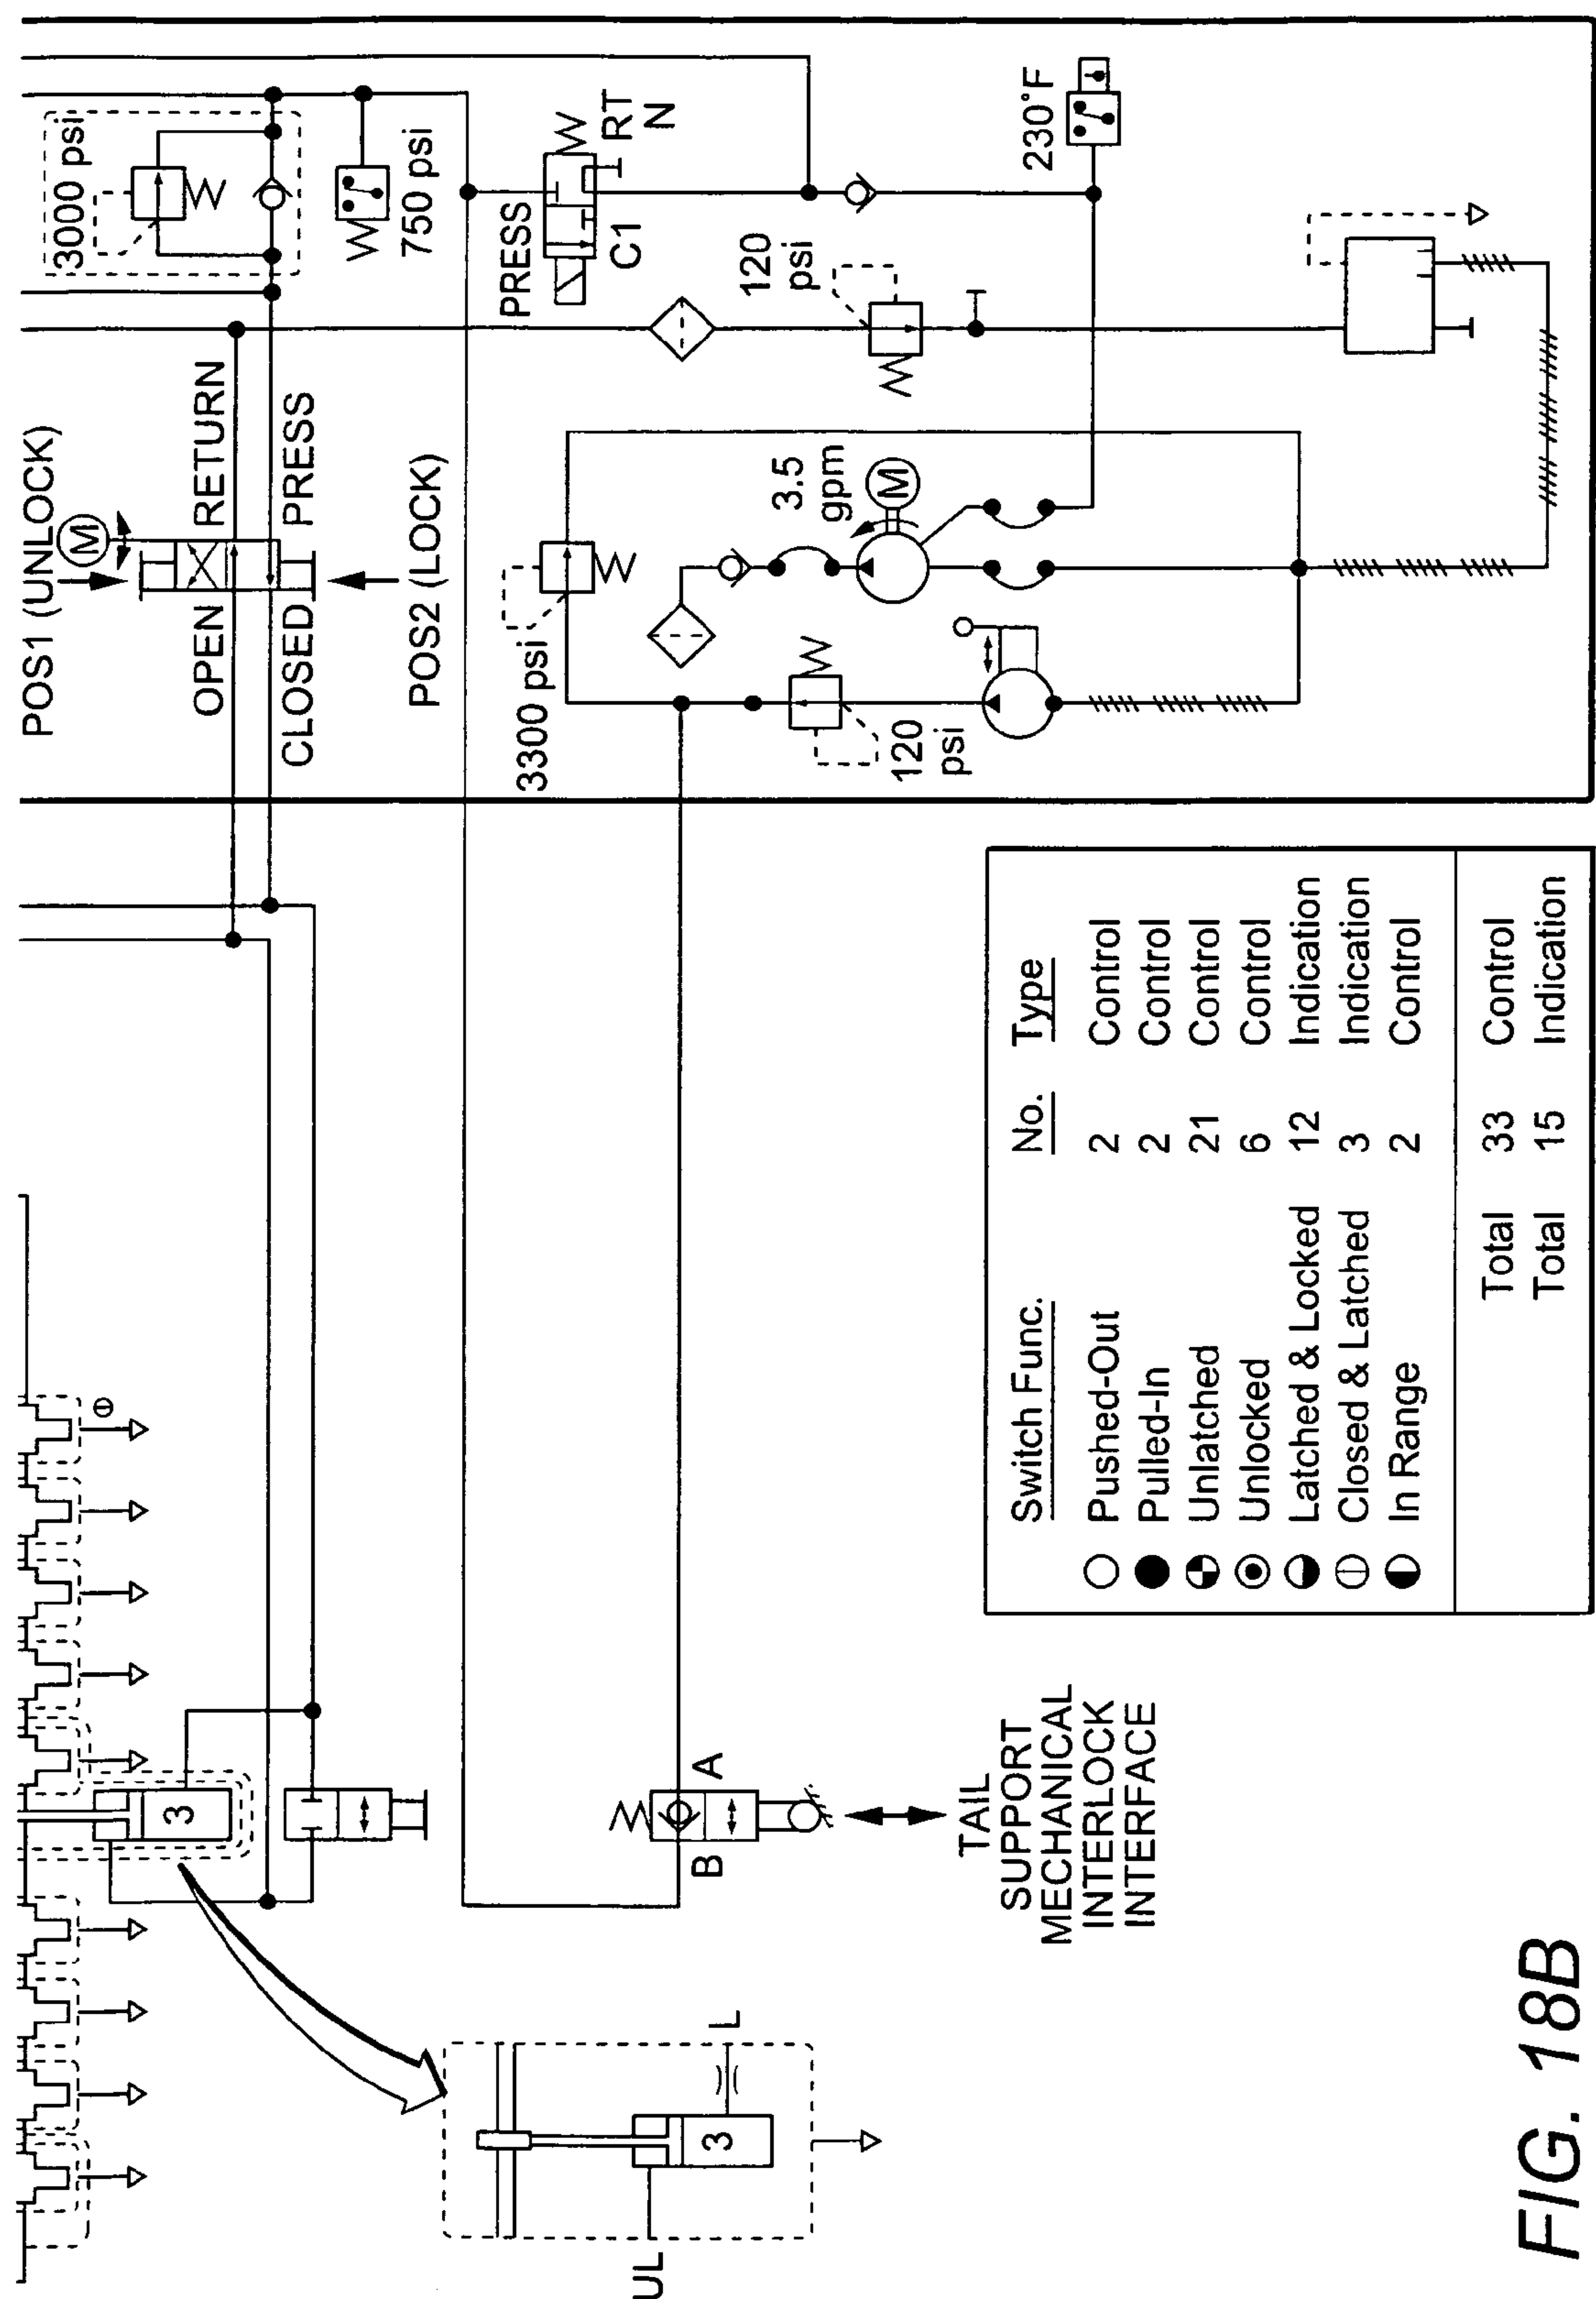 POS1 (UNLOCK)
M
OPEN
RETURN
CLOSED
PRESS
POS2 (LOCK)
3000 psi
750 psi
PRESS
RT
N
C1
230°F
120
psi
3300 psi
3.5
gpm
M
120
psi
3
3
UL
L
B
A
TAIL
SUPPORT
MECHANICAL
INTERLOCK
INTERFACE
Switch Func. No. Type
Pushed-Out 2 Control
Pulled-In 2 Control
Unlatched 21 Control
Unlocked 6 Control
Latched & Locked 12 Indication
Closed & Latched 3 Indication
In Range 2 Control
Total 33 Control
Total 15 Indication
FIG. 18B